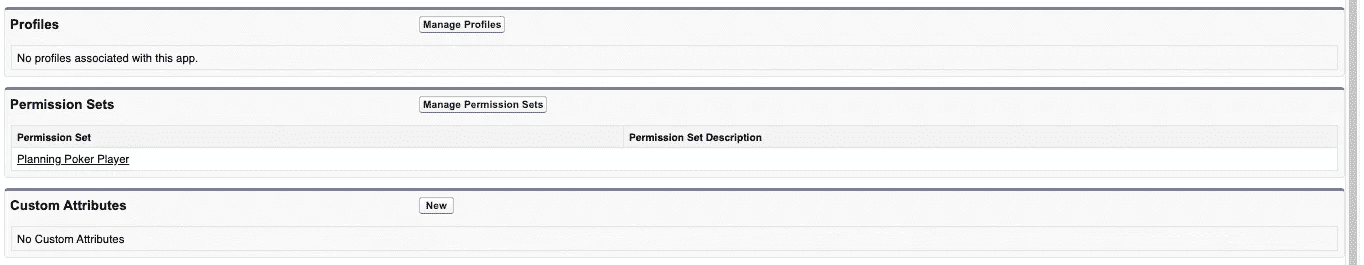 Profiles Manage Profiles
No profiles associated with this app.
Permission Sets Manage Permission Sets
Permission Set Permission Set Description
Planning Poker Player
Custom Attributes New
No Custom Attributes